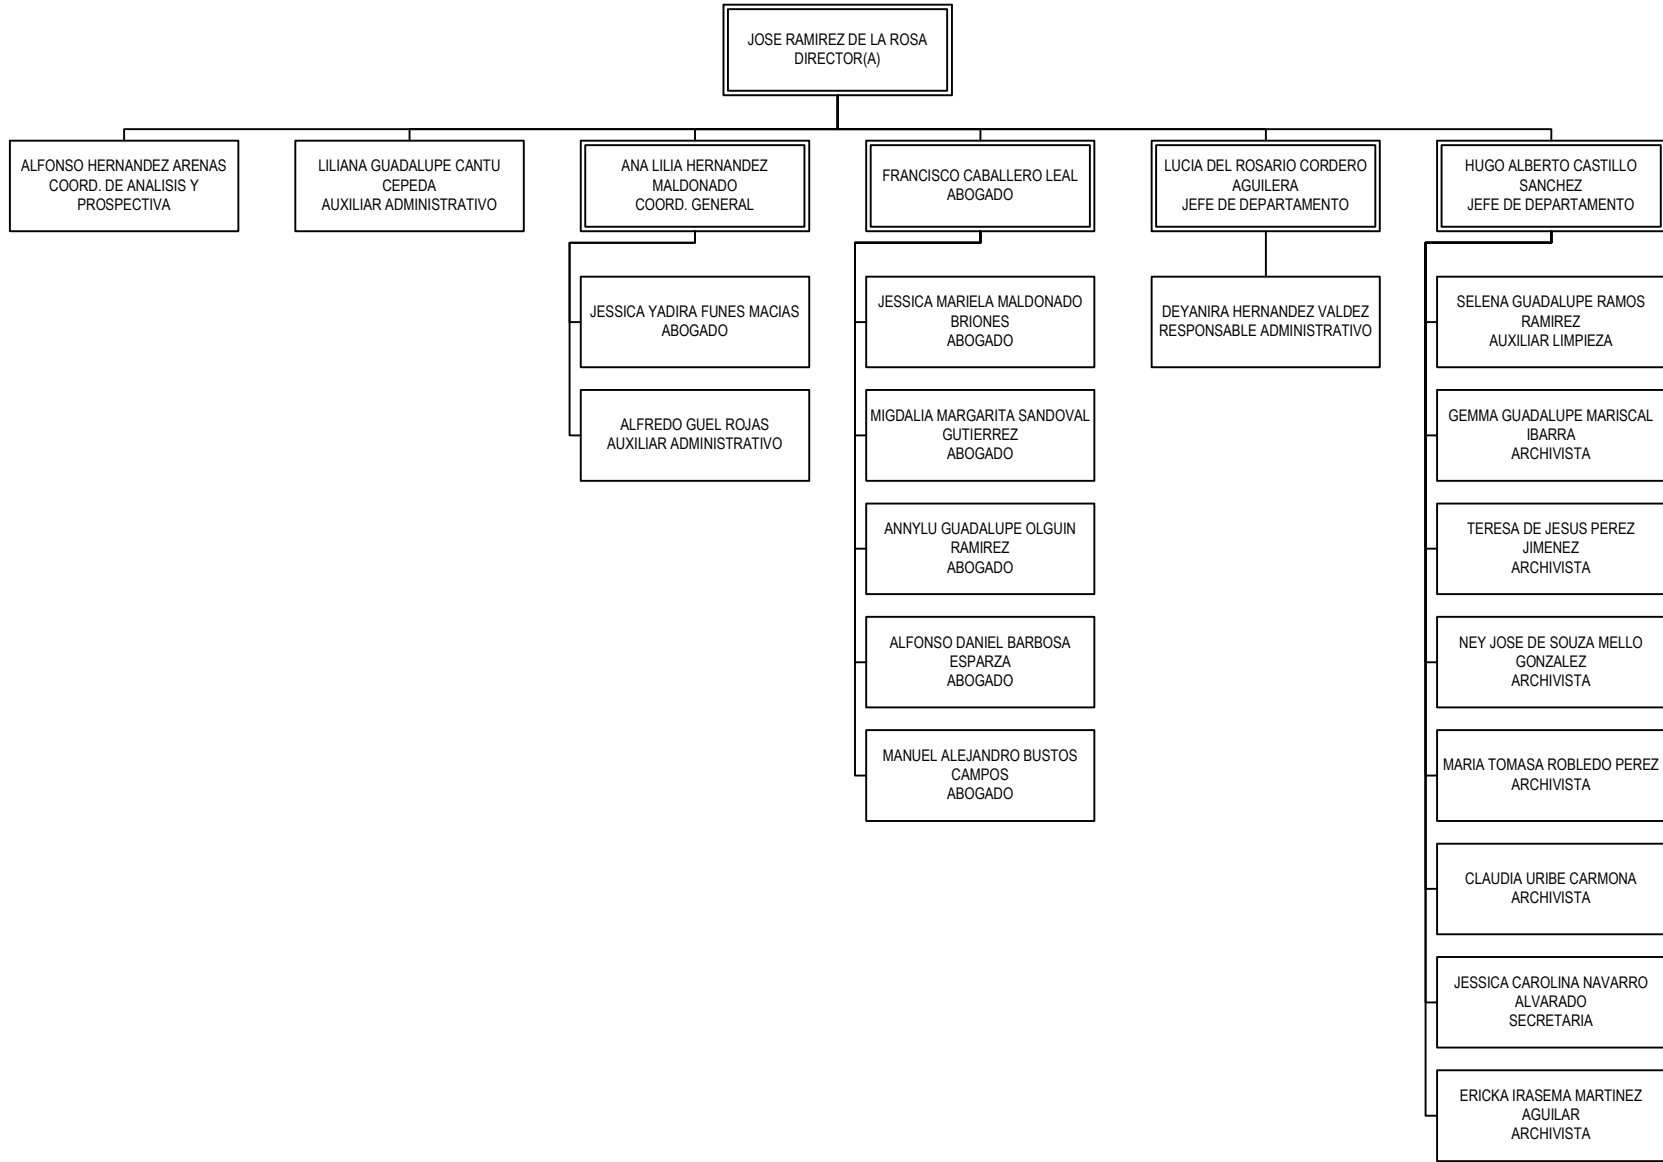 JOSE RAMIREZ DE LA ROSA
DIRECTOR(A)
ALFONSO HERNANDEZ ARENAS
COORD. DE ANALISIS Y
PROSPECTIVA
LILIANA GUADALUPE CANTU
CEPEDA
AUXILIAR ADMINISTRATIVO
ANA LILIA HERNANDEZ
MALDONADO
COORD. GENERAL
FRANCISCO CABALLERO LEAL
ABOGADO
LUCIA DEL ROSARIO CORDERO
AGUILERA
JEFE DE DEPARTAMENTO
HUGO ALBERTO CASTILLO
SANCHEZ
JEFE DE DEPARTAMENTO
JESSICA YADIRA FUNES MACIAS
ABOGADO
ALFREDO GUEL ROJAS
AUXILIAR ADMINISTRATIVO
JESSICA MARIELA MALDONADO
BRIONES
ABOGADO
MIGDALIA MARGARITA SANDOVAL
GUTIERREZ
ABOGADO
ANNYLU GUADALUPE OLGUIN
RAMIREZ
ABOGADO
ALFONSO DANIEL BARBOSA
ESPARZA
ABOGADO
MANUEL ALEJANDRO BUSTOS
CAMPOS
ABOGADO
DEYANIRA HERNANDEZ VALDEZ
RESPONSABLE ADMINISTRATIVO
SELENA GUADALUPE RAMOS
RAMIREZ
AUXILIAR LIMPIEZA
GEMMA GUADALUPE MARISCAL
IBARRA
ARCHIVISTA
TERESA DE JESUS PEREZ
JIMENEZ
ARCHIVISTA
NEY JOSE DE SOUZA MELLO
GONZALEZ
ARCHIVISTA
MARIA TOMASA ROBLEDO PEREZ
ARCHIVISTA
CLAUDIA URIBE CARMONA
ARCHIVISTA
JESSICA CAROLINA NAVARRO
ALVARADO
SECRETARIA
ERICKA IRASEMA MARTINEZ
AGUILAR
ARCHIVISTA